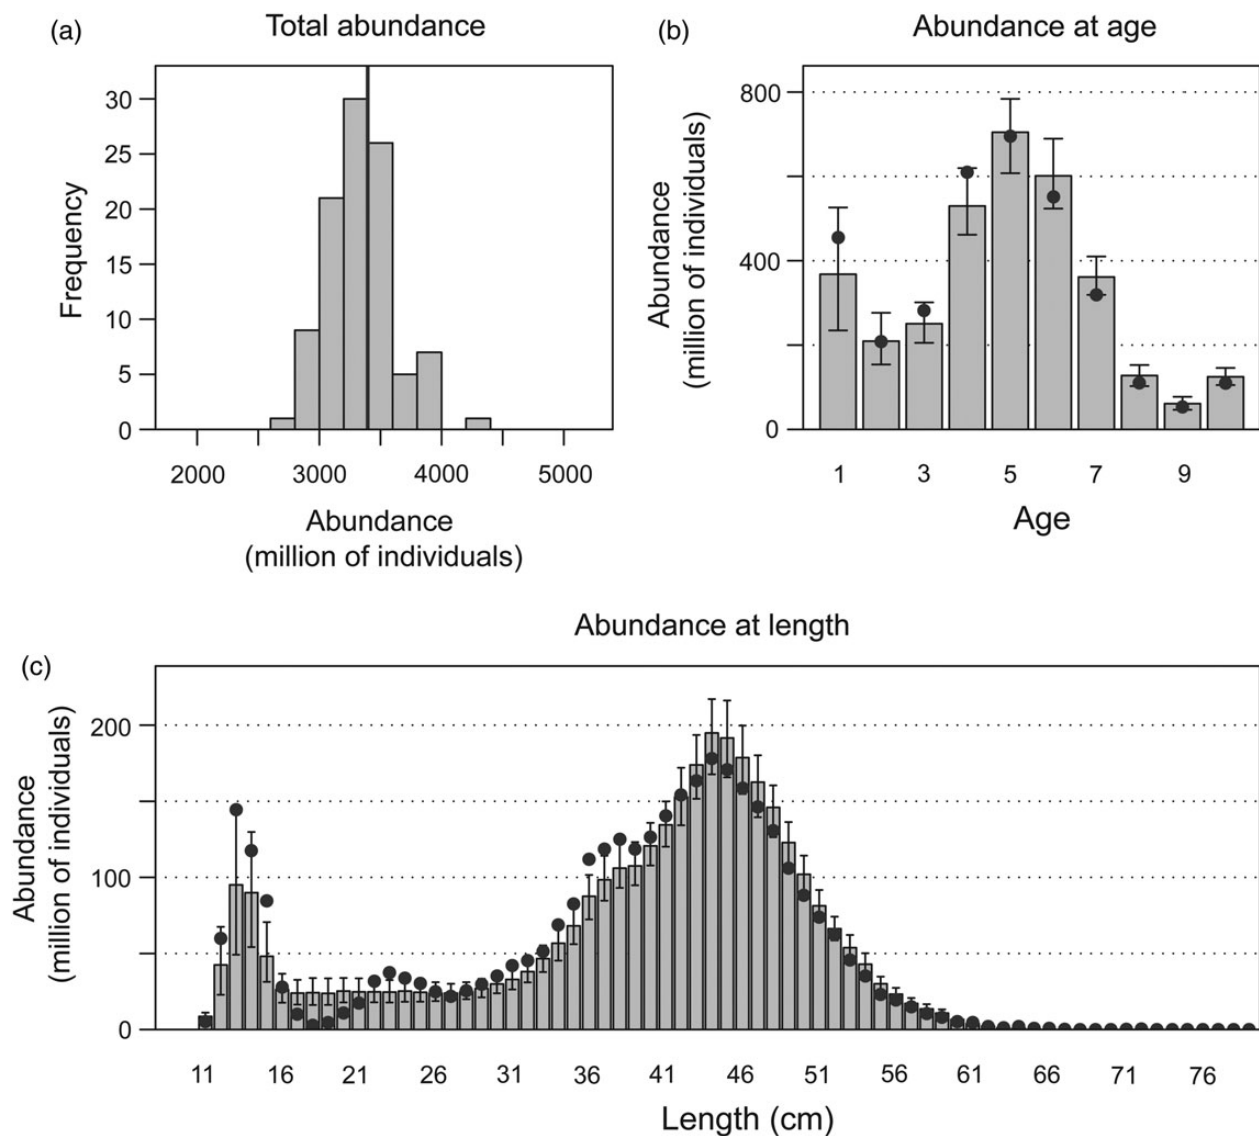 (a)
Total abundance
Frequency
30
25
20
15
10
5
0
2000
3000
4000
5000
Abundance
(million of individuals)
(b)
Abundance at age
Abundance
(million of individuals)
800
400
0
1
3
5
7
9
Age
Abundance at length
(c)
Abundance
(million of individuals)
200
100
0
11
16
21
26
31
36
41
46
51
56
61
66
71
76
Length (cm)